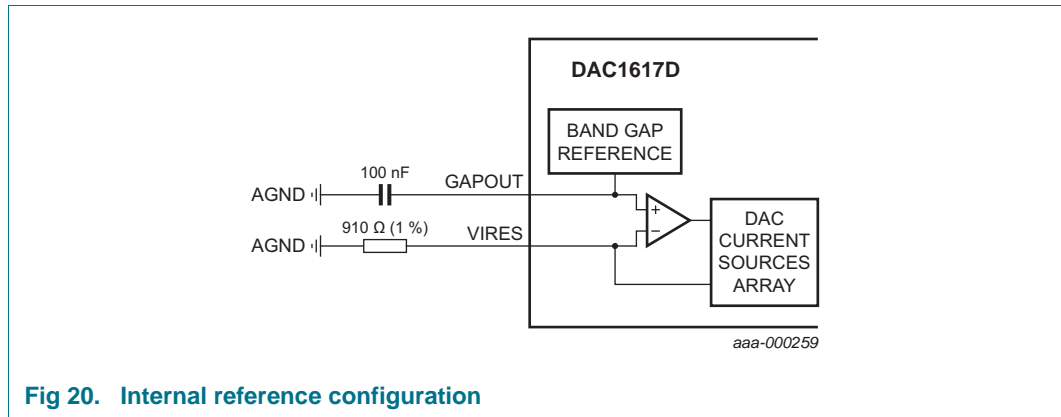 DAC1617D
BAND GAP
REFERENCE
100 nF
GAPOUT
AGND
910 Ω (1 %)
VIRES
AGND
+
−
DAC
CURRENT
SOURCES
ARRAY
aaa-000259
Fig 20. Internal reference configuration